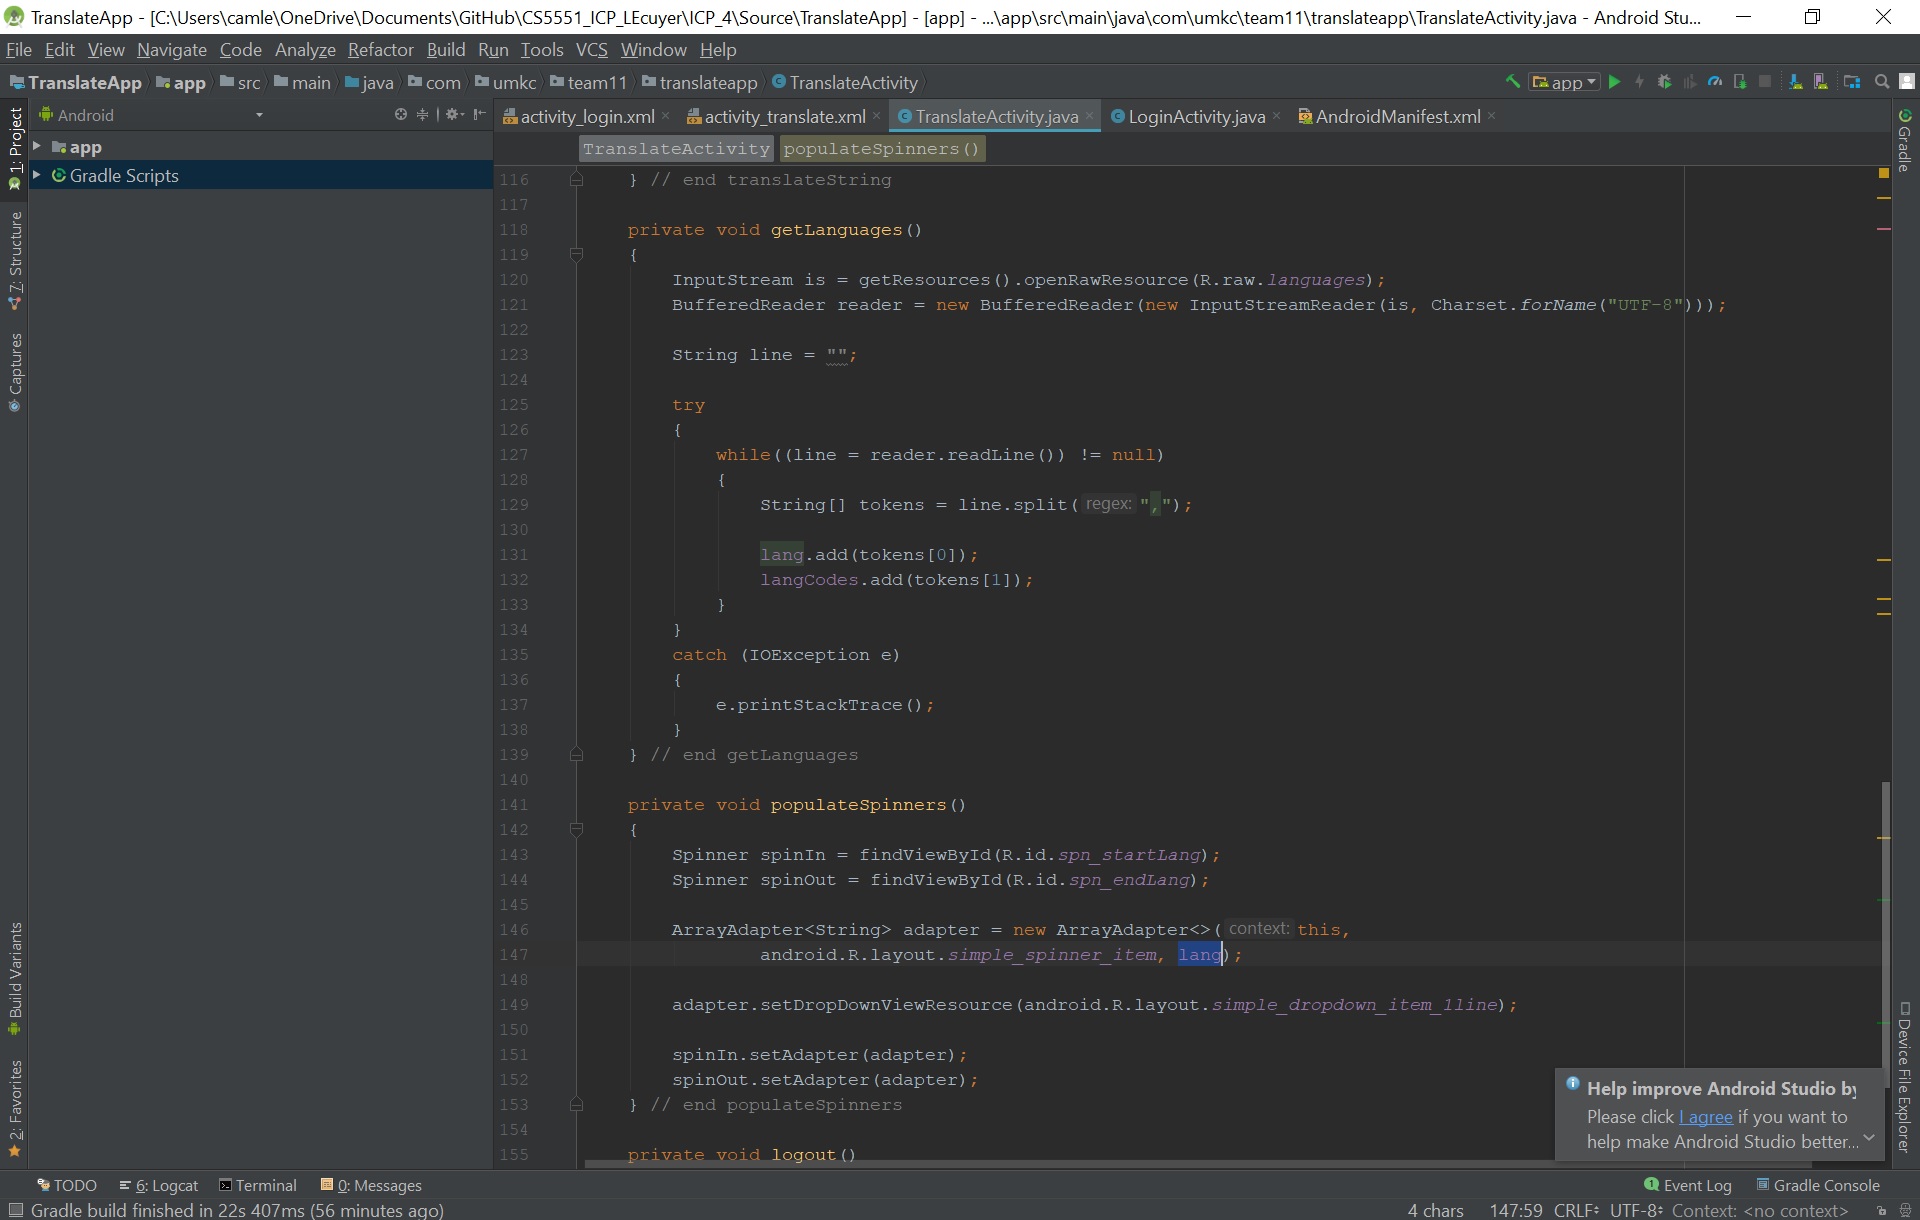 TranslateApp - [C:\Users\camle\OneDrive\Documents\GitHub\CS5551_ICP_LEcuyer\ICP_4\Source\TranslateApp] - [app] - ...\app\src\main\java\com\umkc\team11\translateapp\TranslateActivity.java - Android Stu...
File Edit View Navigate Code Analyze Refactor Build Run Tools VCS Window Help
TranslateApp app src main java com umkc team11 translateapp TranslateActivity
app
Android
activity_login.xml activity_translate.xml TranslateActivity.java LoginActivity.java AndroidManifest.xml
TranslateActivity populateSpinners()
app
Gradle Scripts
1: Project
7: Structure
Captures
Build Variants
2: Favorites
Gradle
Device File Explorer
116 } // end translateString
117
118 private void getLanguages()
119 {
120 InputStream is = getResources().openRawResource(R.raw.languages);
121 BufferedReader reader = new BufferedReader(new InputStreamReader(is, Charset.forName("UTF-8")));
122
123 String line = "";
124
125 try
126 {
127 while((line = reader.readLine()) != null)
128 {
129 String[] tokens = line.split( regex: ",");
130
131 lang.add(tokens[0]);
132 langCodes.add(tokens[1]);
133 }
134 }
135 catch (IOException e)
136 {
137 e.printStackTrace();
138 }
139 } // end getLanguages
140
141 private void populateSpinners()
142 {
143 Spinner spinIn = findViewById(R.id.spn_startLang);
144 Spinner spinOut = findViewById(R.id.spn_endLang);
145
146 ArrayAdapter<String> adapter = new ArrayAdapter<>( context: this,
147 android.R.layout.simple_spinner_item, lang);
148
149 adapter.setDropDownViewResource(android.R.layout.simple_dropdown_item_1line);
150
151 spinIn.setAdapter(adapter);
152 spinOut.setAdapter(adapter);
153 } // end populateSpinners
154
155 private void logout()
Help improve Android Studio by
Please click I agree if you want to
help make Android Studio better...
TODO 6: Logcat Terminal 0: Messages
1 Event Log Gradle Console
Gradle build finished in 22s 407ms (56 minutes ago)
4 chars 147:59 CRLF UTF-8 Context: <no context>